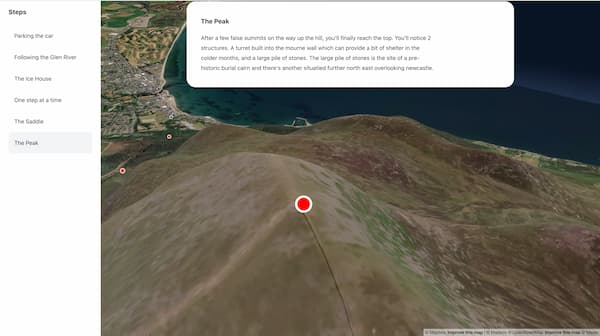 Steps
Parking the car
Following the Glen River
The Ice House
One step at a time
The Saddle
The Peak
The Peak
After a few false summits on the way up the hill, you'll finally reach the top. You'll notice 2
structures. A turret built into the mourne wall which can provide a bit of shelter in the
colder months, and a large pile of stones. The large pile of stones is the site of a pre-
historic burial cairn and there's another situatied further north east overlooking newcastle.
© Mapbox, Improve this map | © Mapbox © OpenStreetMap Improve this map © Maxar